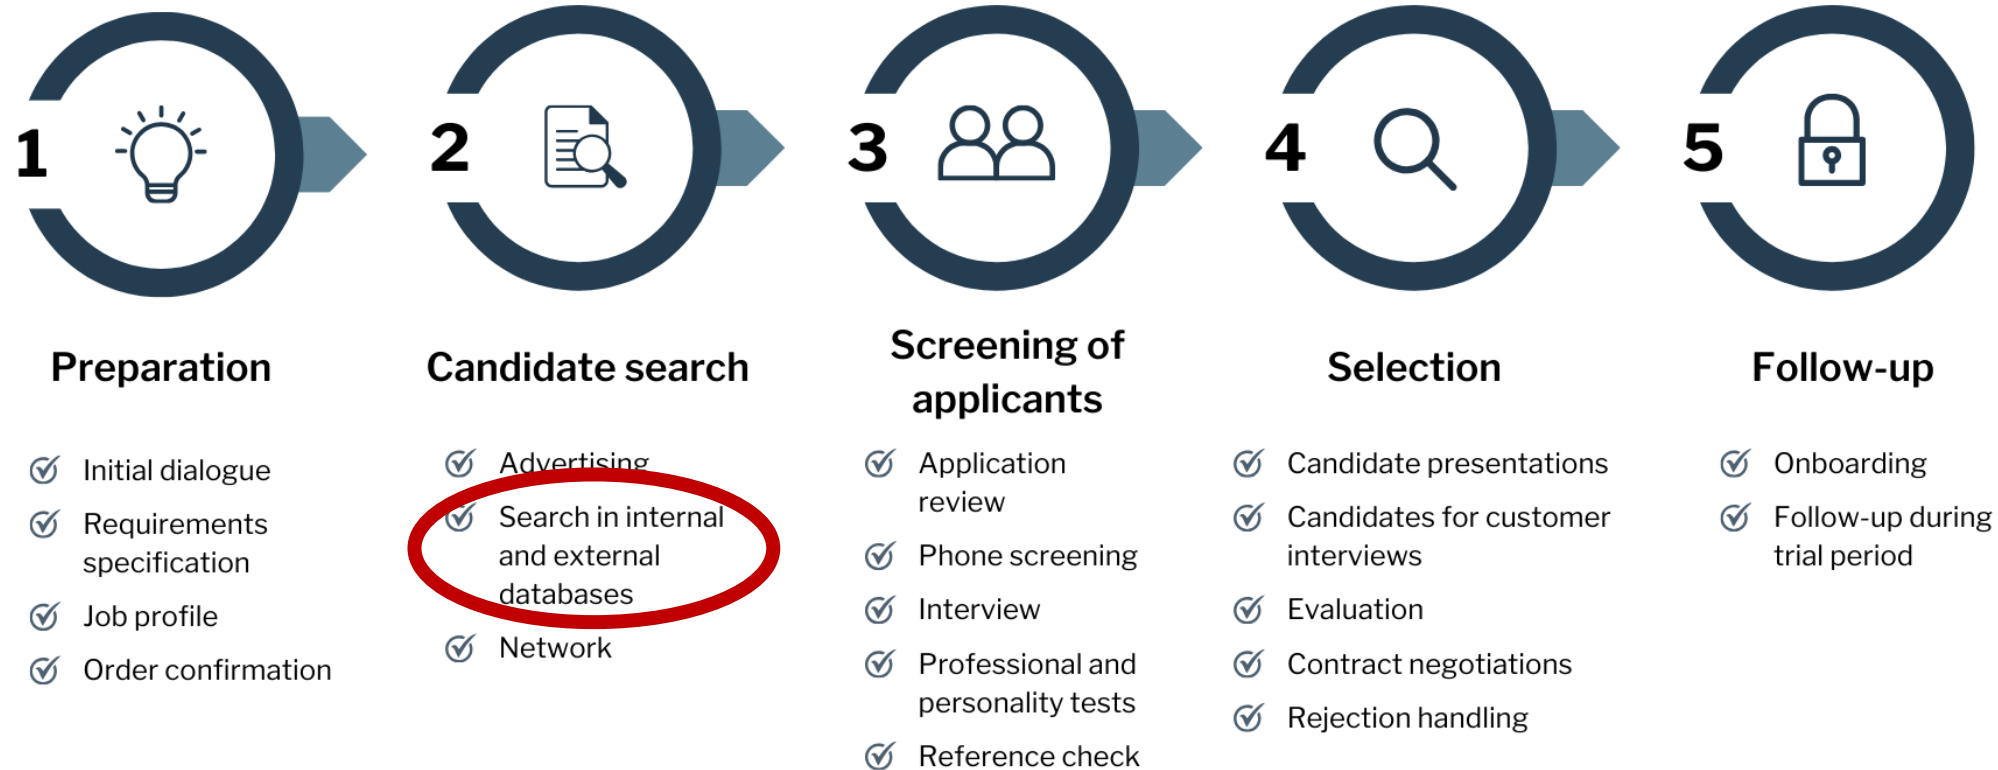 1
2
3
4
5
Preparation
Initial dialogue
Requirements
specification
Job profile
Order confirmation
Candidate search
Advertising
Search in internal
and external
databases
Network
Screening of
applicants
Application
review
Phone screening
Interview
Professional and
personality tests
Reference check
Selection
Candidate presentations
Candidates for customer
interviews
Evaluation
Contract negotiations
Rejection handling
Follow-up
Onboarding
Follow-up during
trial period